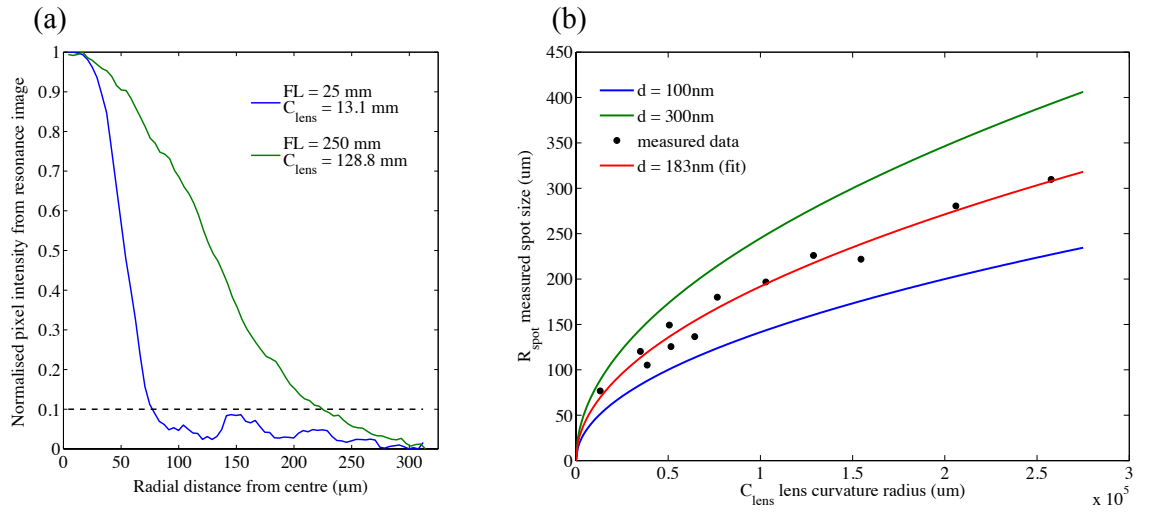 (a)
1
0.9
0.8
0.7
0.6
0.5
0.4
0.3
0.2
0.1
0
Normalised pixel intensity from resonance image
FL = 25 mm
C_lens = 13.1 mm
FL = 250 mm
C_lens = 128.8 mm
0 50 100 150 200 250 300
Radial distance from centre (μm)
(b)
450
400
350
300
250
200
150
100
50
0
R_spot measured spot size (um)
d = 100nm
d = 300nm
measured data
d = 183nm (fit)
0 0.5 1 1.5 2 2.5 3
C_lens lens curvature radius (um)
x 10^5